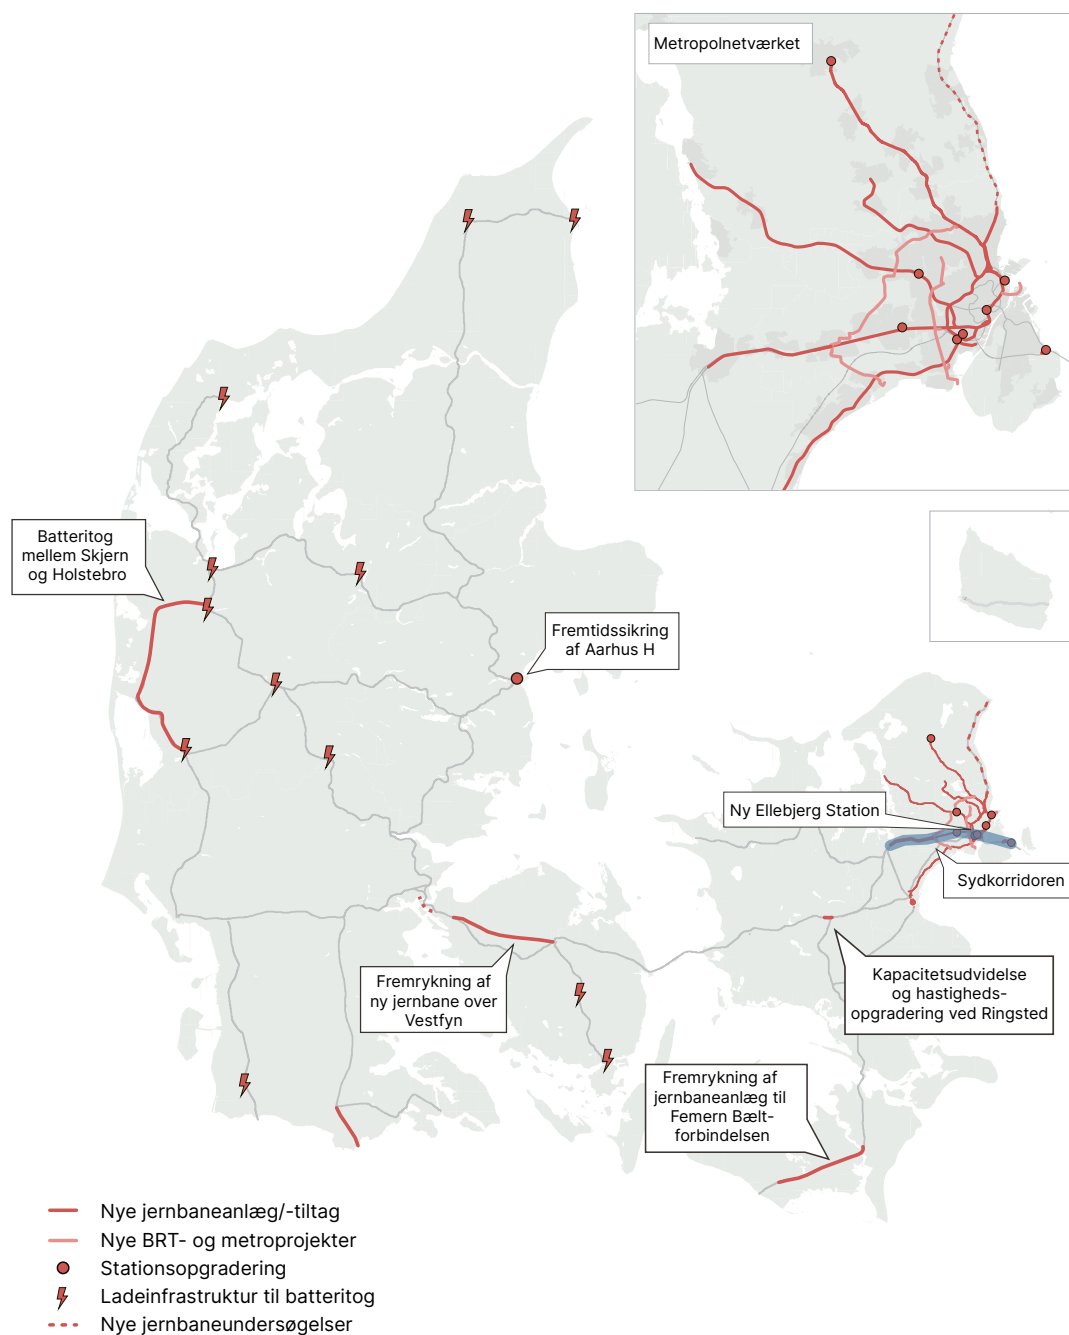 Metropolnetværket
Batteritog
mellem Skjern
og Holstebro
Fremtidssikring
af Aarhus H
Ny Ellebjerg Station
Sydkorridoren
Fremrykning af
ny jernbane over
Vestfyn
Kapacitetsudvidelse
og hastigheds-
opgradering ved Ringsted
Fremrykning af
jernbaneanlæg til
Femern Bælt-
forbindelsen
Nye jernbaneanlæg/-tiltag
Nye BRT- og metroprojekter
Stationsopgradering
Ladeinfrastruktur til batteritog
Nye jernbaneundersøgelser